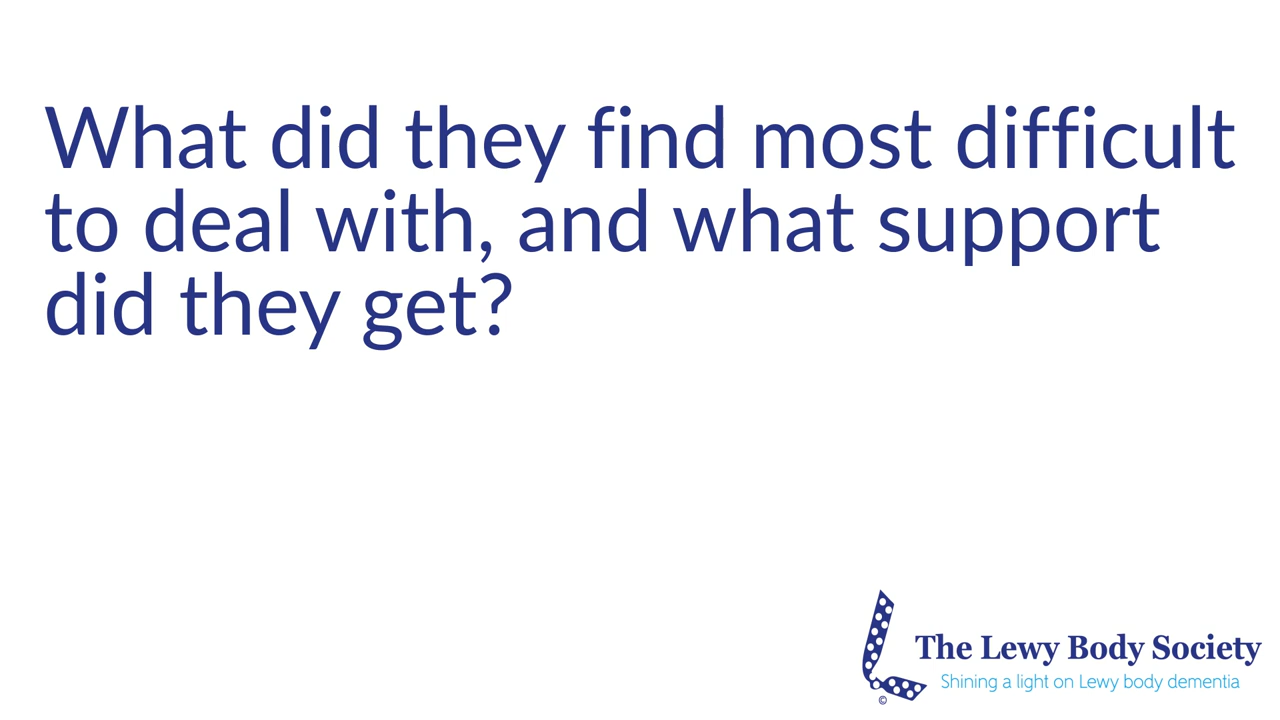 What did they find most difficult
to deal with, and what support
did they get?
The Lewy Body Society
Shining a light on Lewy body dementia
©